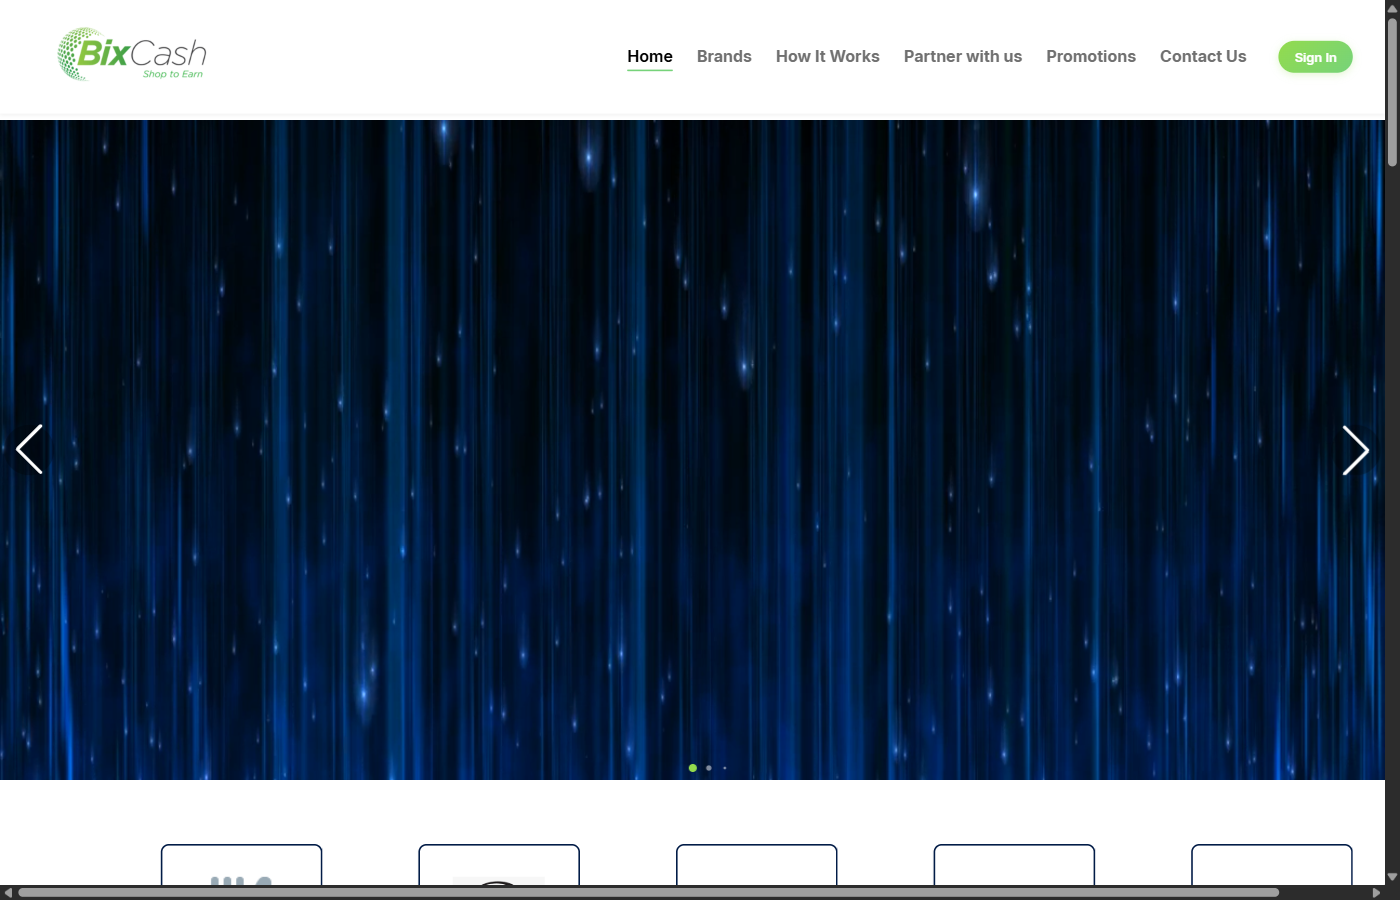 BixCash
Shop to Earn
Home
Brands
How It Works
Partner with us
Promotions
Contact Us
Sign In